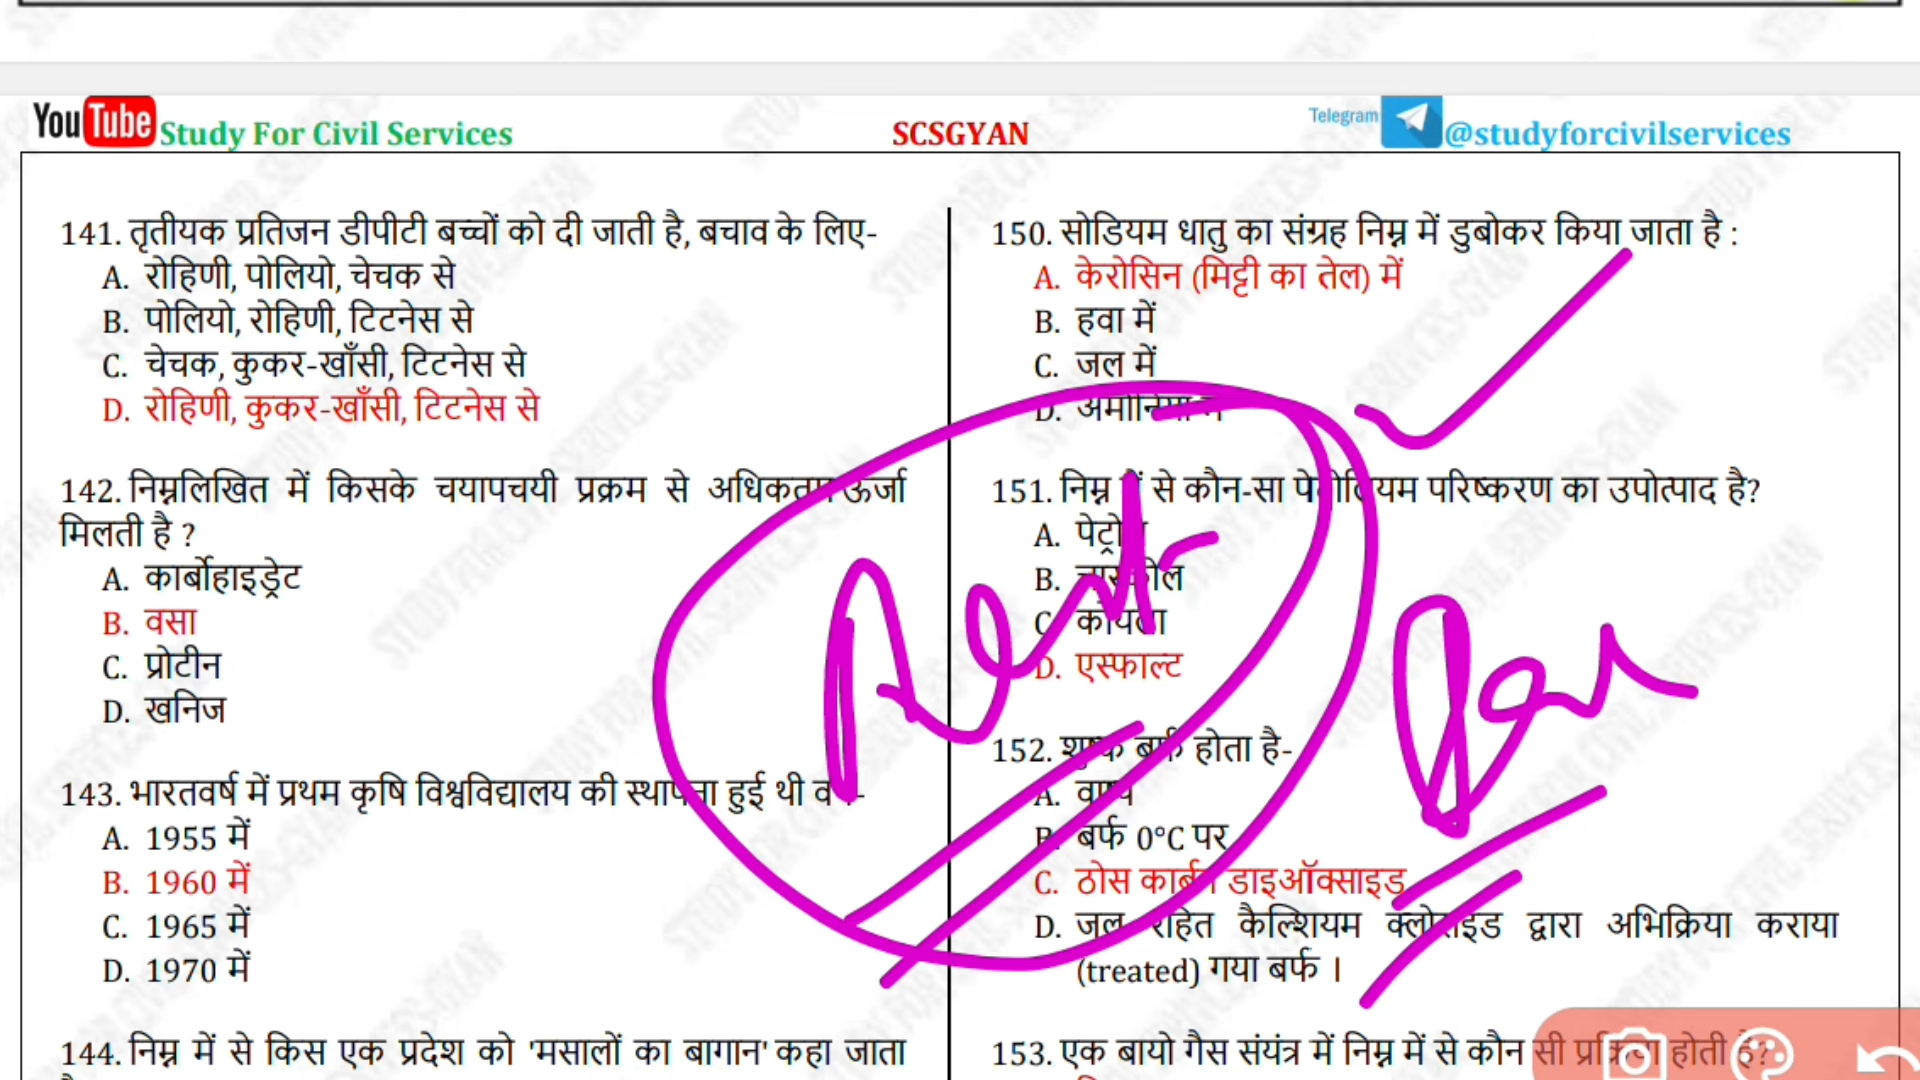 YouTube Study For Civil Services
SCSGYAN
Telegram @studyforcivilservices
141. तृतीयक प्रतिजन डीपीटी बच्चों को दी जाती है, बचाव के लिए-
A. रोहिणी, पोलियो, चेचक से
B. पोलियो, रोहिणी, टिटनेस से
C. चेचक, कुकर-खाँसी, टिटनेस से
D. रोहिणी, कुकर-खाँसी, टिटनेस से
142. निम्नलिखित में किसके चयापचयी प्रक्रम से अधिकतम ऊर्जा
मिलती है ?
A. कार्बोहाइड्रेट
B. वसा
C. प्रोटीन
D. खनिज
143. भारतवर्ष में प्रथम कृषि विश्वविद्यालय की स्थापना हुई थी
A. 1955 में
B. 1960 में
C. 1965 में
D. 1970 में
144. निम्न में से किस एक प्रदेश को 'मसालों का बागान' कहा जाता
150. सोडियम धातु का संग्रह निम्न में डुबोकर किया जाता है :
A. केरोसिन (मिट्टी का तेल) में
B. हवा में
C. जल में
D. अमोनिया में
151. निम्न में से कौन-सा पेट्रोलियम परिष्करण का उपोत्पाद है?
A. पेट्रोल
B.
C. कोयला
D. एस्फाल्ट
152. शुष्क बर्फ होता है-
A. वाष्प
B. बर्फ 0°C पर
C. ठोस कार्बन डाइऑक्साइड
D. जल रहित कैल्शियम क्लोराइड द्वारा अभिक्रिया कराया
(treated) गया बर्फ ।
153. एक बायो गैस संयंत्र में निम्न में से कौन सी प्रक्रिया होती है?